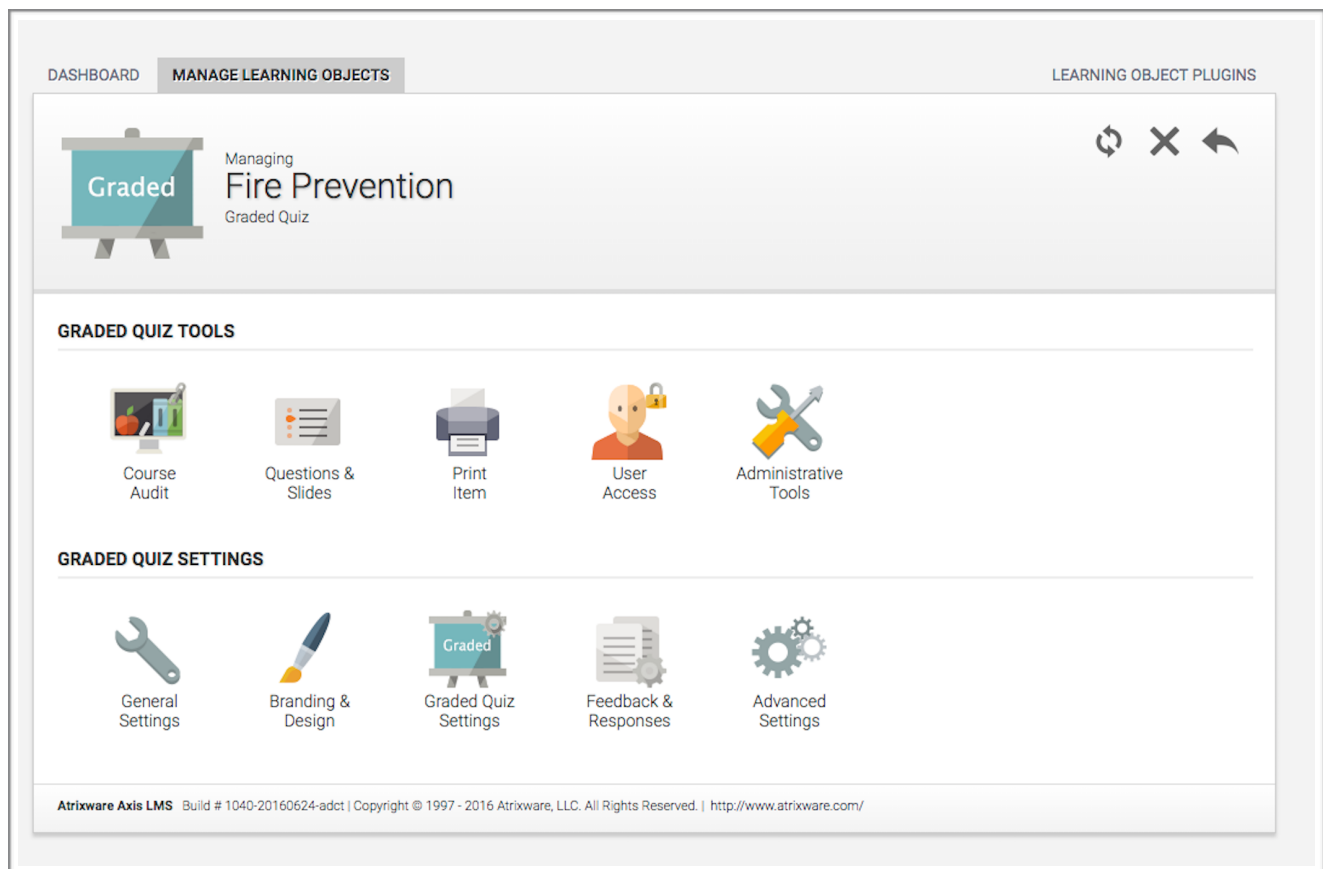 DASHBOARD MANAGE LEARNING OBJECTS LEARNING OBJECT PLUGINS
Graded
Managing
Fire Prevention
Graded Quiz
GRADED QUIZ TOOLS
Course Audit
Questions & Slides
Print Item
User Access
Administrative Tools
GRADED QUIZ SETTINGS
General Settings
Branding & Design
Graded
Graded Quiz Settings
Feedback & Responses
Advanced Settings
Atrixware Axis LMS Build # 1040-20160624-adct | Copyright © 1997 - 2016 Atrixware, LLC. All Rights Reserved. | http://www.atrixware.com/